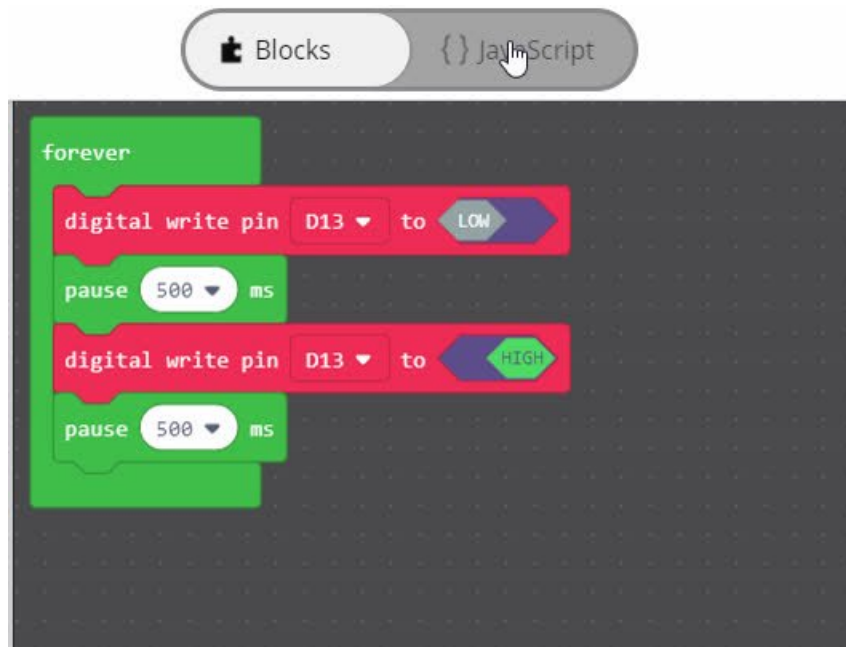 Blocks
{ } JavaScript
forever
digital write pin D13 to LOW
pause 500 ms
digital write pin D13 to HIGH
pause 500 ms